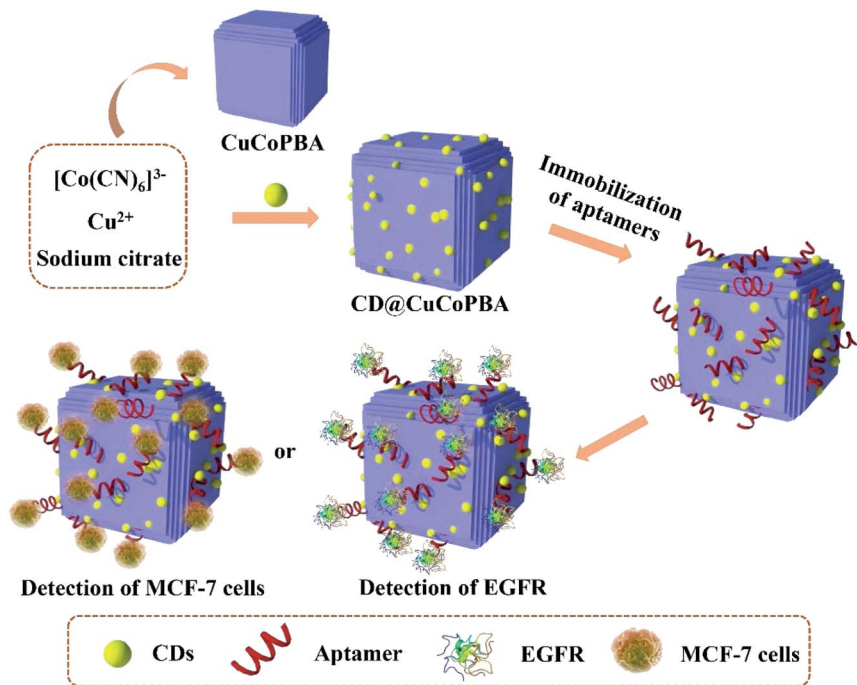 CuCoPBA
[Co(CN)₆]³⁻
Cu²⁺
Sodium citrate
CD@CuCoPBA
Immobilization
of aptamers
or
Detection of MCF-7 cells
Detection of EGFR
CDs
Aptamer
EGFR
MCF-7 cells